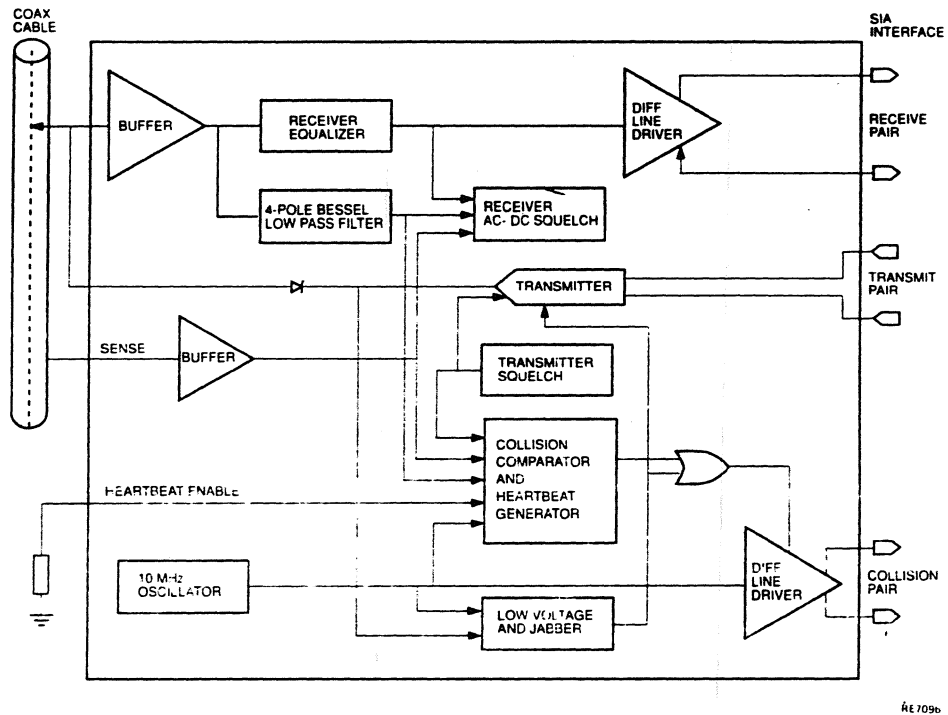 COAX
CABLE
SIA
INTERFACE
BUFFER
RECEIVER
EQUALIZER
DIFF
LINE
DRIVER
RECEIVE
PAIR
4-POLE BESSEL
LOW PASS FILTER
RECEIVER
AC- DC SQUELCH
TRANSMITTER
TRANSMIT
PAIR
SENSE
BUFFER
TRANSMITTER
SQUELCH
COLLISION
COMPARATOR
AND
HEARTBEAT
GENERATOR
HEARTBEAT ENABLE
10 MHz
OSCILLATOR
LOW VOLTAGE
AND JABBER
DIFF
LINE
DRIVER
COLLISION
PAIR
RE709b